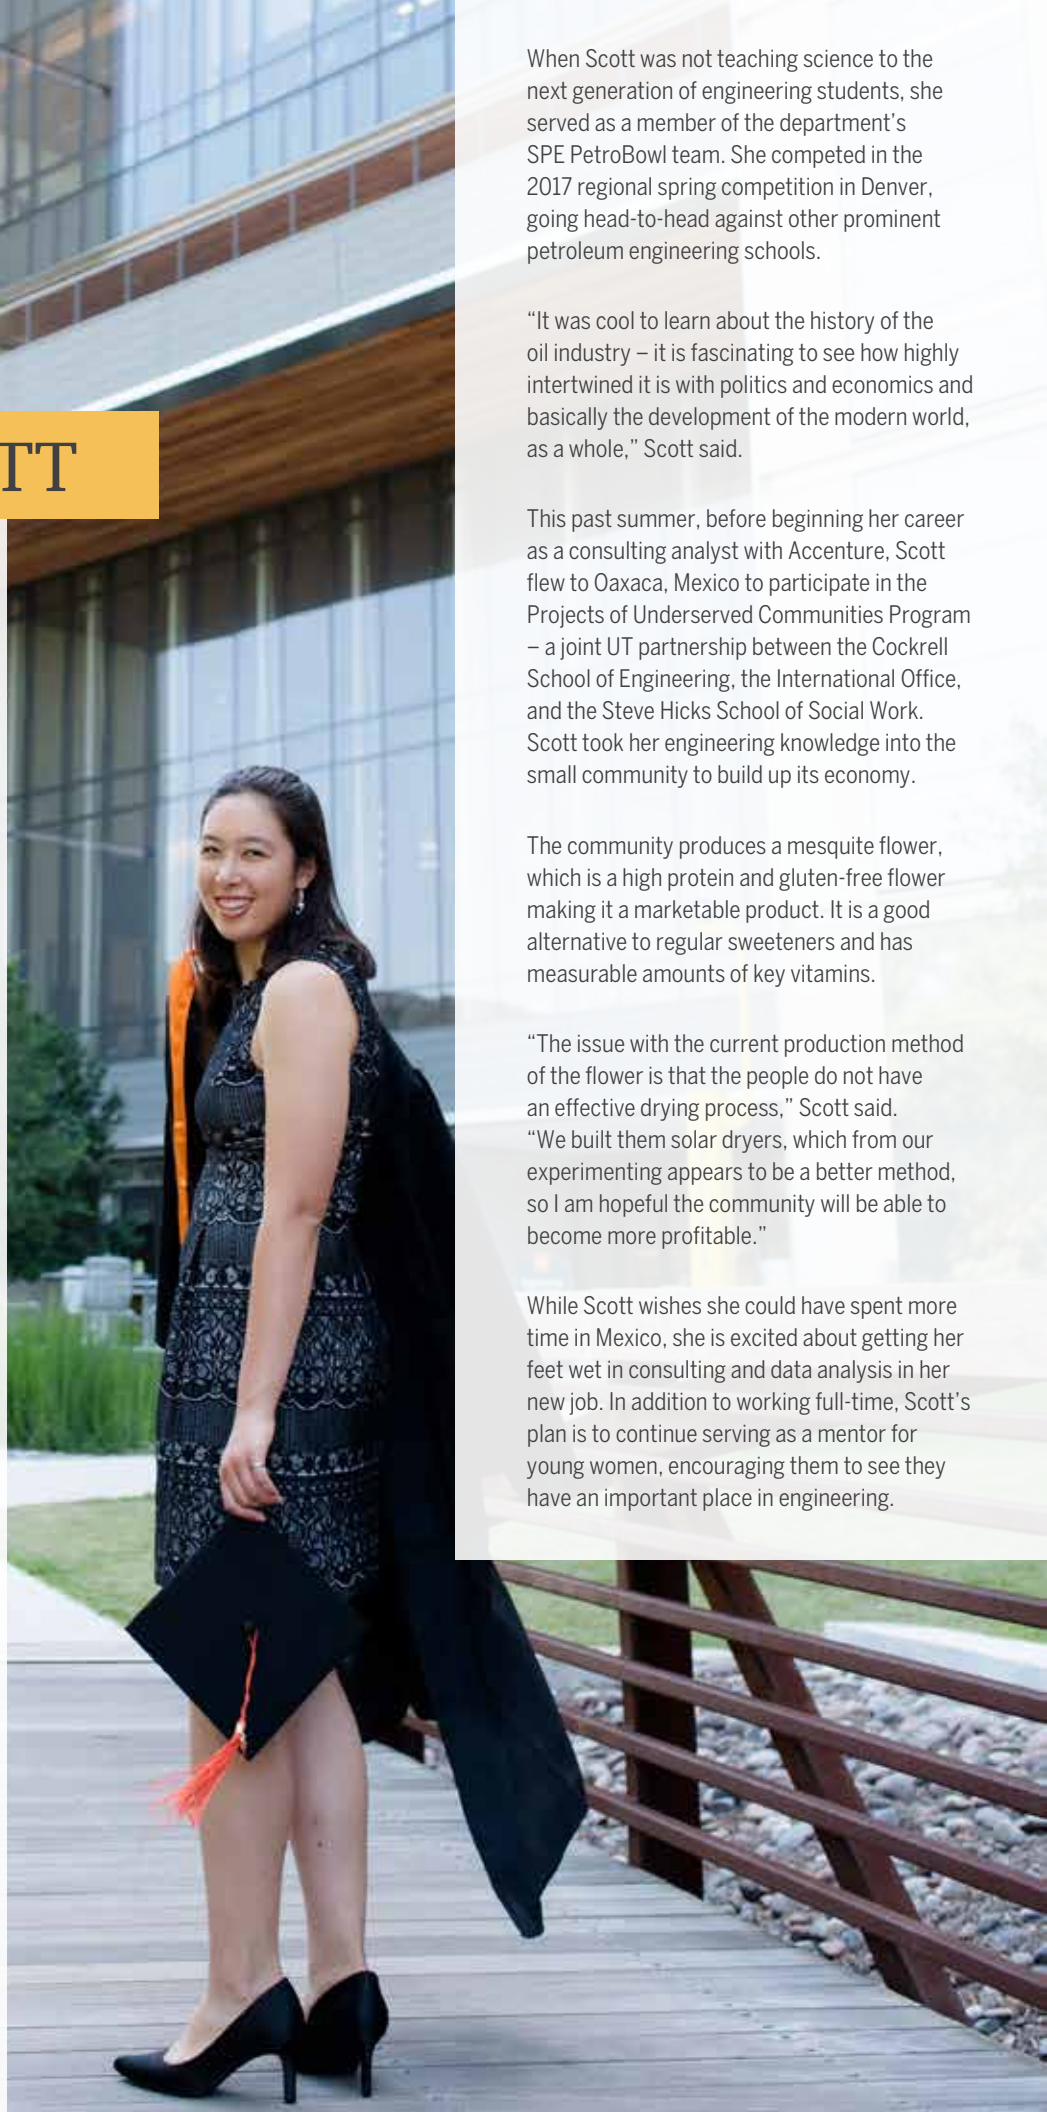 TT
When Scott was not teaching science to the
next generation of engineering students, she
served as a member of the department's
SPE PetroBowl team. She competed in the
2017 regional spring competition in Denver,
going head-to-head against other prominent
petroleum engineering schools.
“It was cool to learn about the history of the
oil industry – it is fascinating to see how highly
intertwined it is with politics and economics and
basically the development of the modern world,
as a whole,” Scott said.
This past summer, before beginning her career
as a consulting analyst with Accenture, Scott
flew to Oaxaca, Mexico to participate in the
Projects of Underserved Communities Program
– a joint UT partnership between the Cockrell
School of Engineering, the International Office,
and the Steve Hicks School of Social Work.
Scott took her engineering knowledge into the
small community to build up its economy.
The community produces a mesquite flower,
which is a high protein and gluten-free flower
making it a marketable product. It is a good
alternative to regular sweeteners and has
measurable amounts of key vitamins.
“The issue with the current production method
of the flower is that the people do not have
an effective drying process,” Scott said.
“We built them solar dryers, which from our
experimenting appears to be a better method,
so I am hopeful the community will be able to
become more profitable.”
While Scott wishes she could have spent more
time in Mexico, she is excited about getting her
feet wet in consulting and data analysis in her
new job. In addition to working full-time, Scott's
plan is to continue serving as a mentor for
young women, encouraging them to see they
have an important place in engineering.